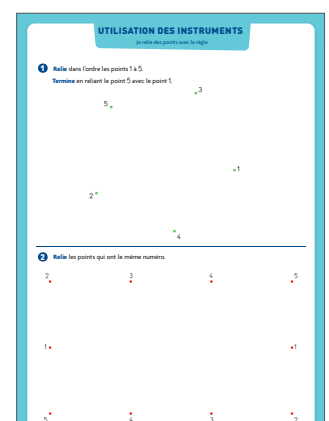 UTILISATION DES INSTRUMENTS
Je relie des points avec la règle
1 Relie dans l'ordre les points 1 à 5.
Termine en reliant le point 5 avec le point 1.
3
5
1
2
4
2 Relie les points qui ont le même numéro.
2 3 4 5
1 1
5 4 3 2